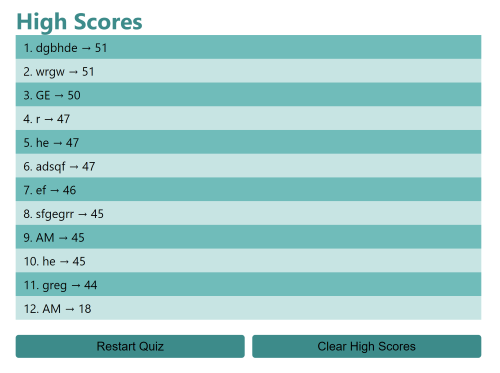 High Scores
1. dgbhde → 51
2. wrgw → 51
3. GE → 50
4. r → 47
5. he → 47
6. adsqf → 47
7. ef → 46
8. sfgegrr → 45
9. AM → 45
10. he → 45
11. greg → 44
12. AM → 18
Restart Quiz
Clear High Scores